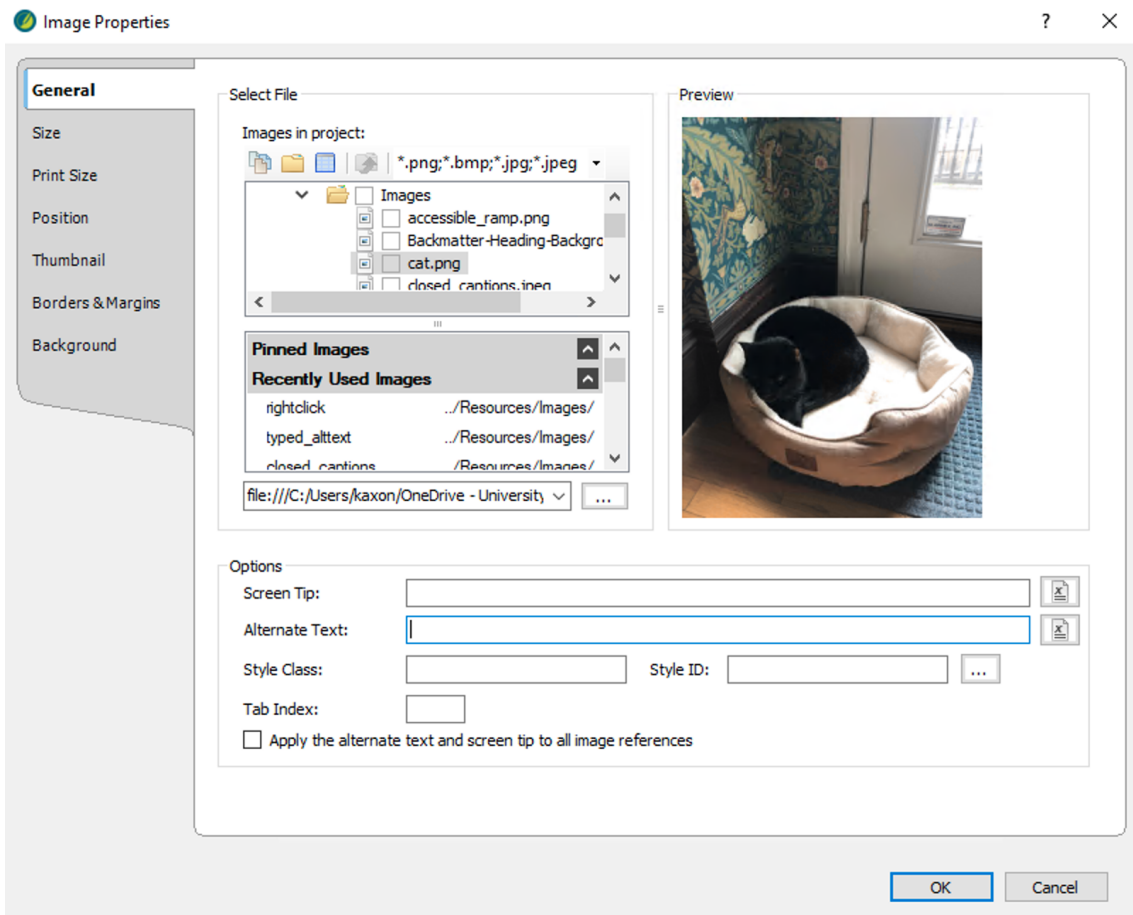 Image Properties
?
General
Size
Print Size
Position
Thumbnail
Borders & Margins
Background
Select File
Images in project:
*.png;*.bmp;*.jpg;*.jpeg
Images
accessible_ramp.png
Backmatter-Heading-Backgro
cat.png
closed_captions.jpeg
Pinned Images
Recently Used Images
rightclick ../Resources/Images/
typed_alttext ../Resources/Images/
closed_captions ../Resources/Images/
file:///C:/Users/kaxon/OneDrive - University
...
Preview
Options
Screen Tip:
Alternate Text:
Style Class: Style ID: ...
Tab Index:
Apply the alternate text and screen tip to all image references
OK Cancel